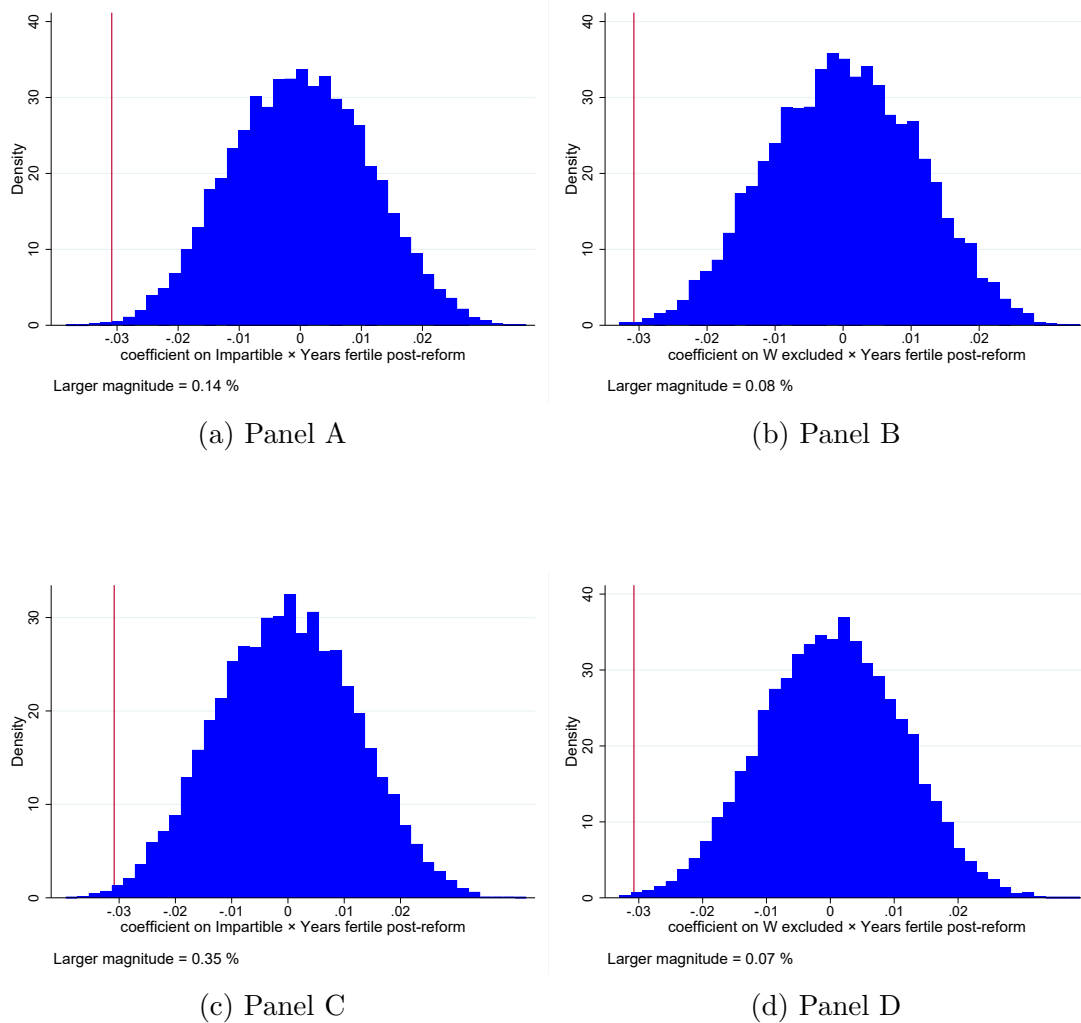 40
30
20
10
0
Density
-.03 -.02 -.01 0 .01 .02
coefficient on Impartible × Years fertile post-reform
Larger magnitude = 0.14 %
(a) Panel A
40
30
20
10
0
Density
-.03 -.02 -.01 0 .01 .02
coefficient on W excluded × Years fertile post-reform
Larger magnitude = 0.08 %
(b) Panel B
30
20
10
0
Density
-.03 -.02 -.01 0 .01 .02
coefficient on Impartible × Years fertile post-reform
Larger magnitude = 0.35 %
(c) Panel C
40
30
20
10
0
Density
-.03 -.02 -.01 0 .01 .02
coefficient on W excluded × Years fertile post-reform
Larger magnitude = 0.07 %
(d) Panel D